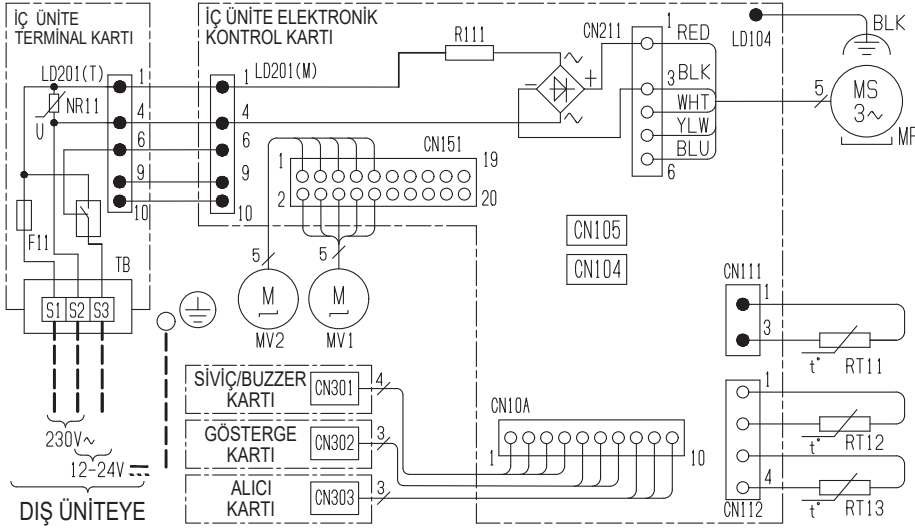 İÇ ÜNİTE
TERMİNAL KARTI
İÇ ÜNİTE ELEKTRONİK
KONTROL KARTI
R111
CN211
1
RED
LD104
BLK
LD201(T)
1
1
LD201(M)
+
−
3
BLK
5
MS
3~
MF
NR11
U
4
4
WHT
YLW
BLU
6
6
6
CN151
1
19
2
20
9
9
10
10
F11
TB
S1
S2
S3
5
5
M
MV2
M
MV1
CN105
CN104
CN111
1
3
t°
RT11
SİVİÇ/BUZZER
KARTI
CN301
4
GÖSTERGE
KARTI
CN302
3
ALICI
KARTI
CN303
3
CN10A
1
10
1
t°
RT12
4
CN112
t°
RT13
230V~
12-24V
DIŞ ÜNİTEYE